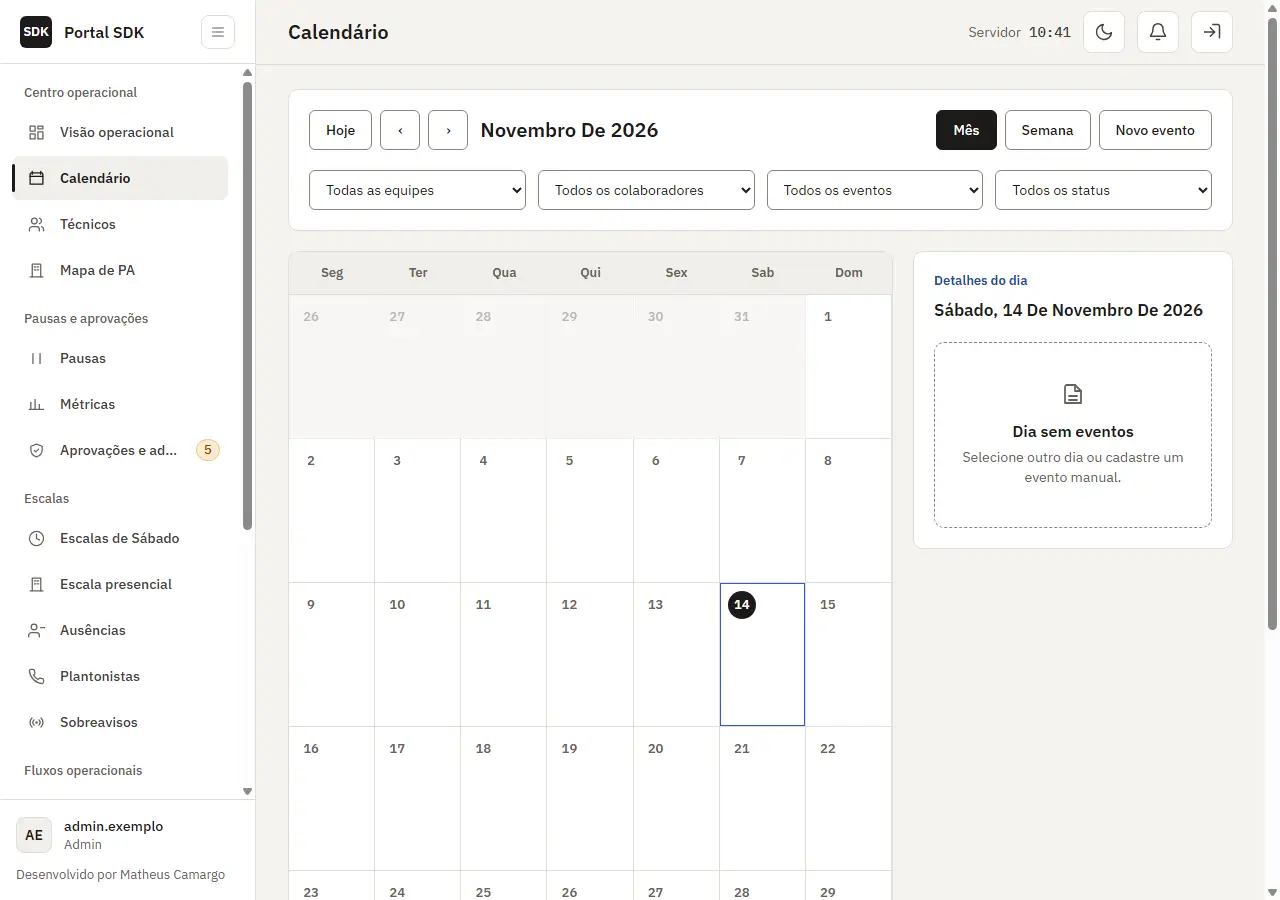 SDK Portal SDK
Centro operacional
Visão operacional
Calendário
Técnicos
Mapa de PA
Pausas e aprovações
Pausas
Métricas
Aprovações e ad... 5
Escalas
Escalas de Sábado
Escala presencial
Ausências
Plantonistas
Sobreavisos
Fluxos operacionais
AE admin.exemplo
Admin
Desenvolvido por Matheus Camargo
Calendário
Servidor 10:41
Hoje ‹ › Novembro De 2026 Mês Semana Novo evento
Todas as equipes Todos os colaboradores Todos os eventos Todos os status
Seg Ter Qua Qui Sex Sab Dom
26 27 28 29 30 31 1
2 3 4 5 6 7 8
9 10 11 12 13 14 15
16 17 18 19 20 21 22
23 24 25 26 27 28 29
Detalhes do dia
Sábado, 14 De Novembro De 2026
Dia sem eventos
Selecione outro dia ou cadastre um
evento manual.